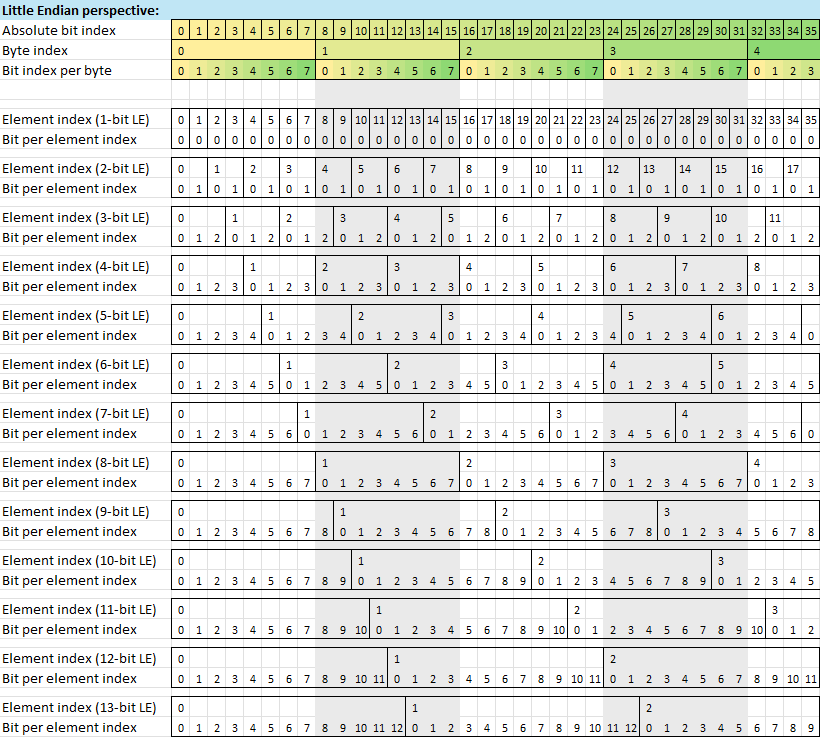 Little Endian perspective:
Absolute bit index 0 1 2 3 4 5 6 7 8 9 10 11 12 13 14 15 16 17 18 19 20 21 22 23 24 25 26 27 28 29 30 31 32 33 34 35
Byte index 0 1 2 3 4
Bit index per byte 0 1 2 3 4 5 6 7 0 1 2 3 4 5 6 7 0 1 2 3 4 5 6 7 0 1 2 3 4 5 6 7 0 1 2 3
Element index (1-bit LE) 0 1 2 3 4 5 6 7 8 9 10 11 12 13 14 15 16 17 18 19 20 21 22 23 24 25 26 27 28 29 30 31 32 33 34 35
Bit per element index 0 0 0 0 0 0 0 0 0 0 0 0 0 0 0 0 0 0 0 0 0 0 0 0 0 0 0 0 0 0 0 0 0 0 0 0
Element index (2-bit LE) 0 1 2 3 4 5 6 7 8 9 10 11 12 13 14 15 16 17
Bit per element index 0 1 0 1 0 1 0 1 0 1 0 1 0 1 0 1 0 1 0 1 0 1 0 1 0 1 0 1 0 1 0 1 0 1 0 1
Element index (3-bit LE) 0 1 2 3 4 5 6 7 8 9 10 11
Bit per element index 0 1 2 0 1 2 0 1 2 0 1 2 0 1 2 0 1 2 0 1 2 0 1 2 0 1 2 0 1 2 0 1 2 0 1 2
Element index (4-bit LE) 0 1 2 3 4 5 6 7 8
Bit per element index 0 1 2 3 0 1 2 3 0 1 2 3 0 1 2 3 0 1 2 3 0 1 2 3 0 1 2 3 0 1 2 3 0 1 2 3
Element index (5-bit LE) 0 1 2 3 4 5 6
Bit per element index 0 1 2 3 4 0 1 2 3 4 0 1 2 3 4 0 1 2 3 4 0 1 2 3 4 0 1 2 3 4 0 1 2 3 4 0
Element index (6-bit LE) 0 1 2 3 4 5
Bit per element index 0 1 2 3 4 5 0 1 2 3 4 5 0 1 2 3 4 5 0 1 2 3 4 5 0 1 2 3 4 5 0 1 2 3 4 5
Element index (7-bit LE) 0 1 2 3 4
Bit per element index 0 1 2 3 4 5 6 0 1 2 3 4 5 6 0 1 2 3 4 5 6 0 1 2 3 4 5 6 0 1 2 3 4 5 6 0
Element index (8-bit LE) 0 1 2 3 4
Bit per element index 0 1 2 3 4 5 6 7 0 1 2 3 4 5 6 7 0 1 2 3 4 5 6 7 0 1 2 3 4 5 6 7 0 1 2 3
Element index (9-bit LE) 0 1 2 3
Bit per element index 0 1 2 3 4 5 6 7 8 0 1 2 3 4 5 6 7 8 0 1 2 3 4 5 6 7 8 0 1 2 3 4 5 6 7 8
Element index (10-bit LE) 0 1 2 3
Bit per element index 0 1 2 3 4 5 6 7 8 9 0 1 2 3 4 5 6 7 8 9 0 1 2 3 4 5 6 7 8 9 0 1 2 3 4 5
Element index (11-bit LE) 0 1 2 3
Bit per element index 0 1 2 3 4 5 6 7 8 9 10 0 1 2 3 4 5 6 7 8 9 10 0 1 2 3 4 5 6 7 8 9 10 0 1 2
Element index (12-bit LE) 0 1 2
Bit per element index 0 1 2 3 4 5 6 7 8 9 10 11 0 1 2 3 4 5 6 7 8 9 10 11 0 1 2 3 4 5 6 7 8 9 10 11
Element index (13-bit LE) 0 1 2
Bit per element index 0 1 2 3 4 5 6 7 8 9 10 11 12 0 1 2 3 4 5 6 7 8 9 10 11 12 0 1 2 3 4 5 6 7 8 9